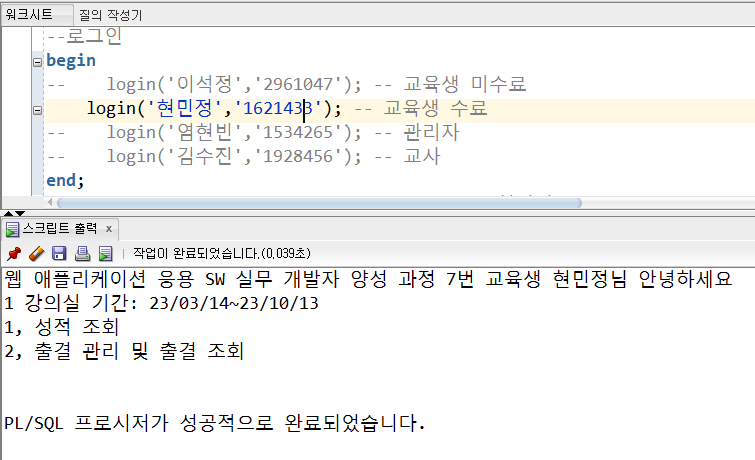 워크시트 질의 작성기
--로그인
begin
--    login('이석정','2961047'); -- 교육생 미수료
login('현민정','1621433'); -- 교육생 수료
--    login('염현빈','1534265'); -- 관리자
--    login('김수진','1928456'); -- 교사
end;
스크립트 출력 x
작업이 완료되었습니다.(0,039초)
웹 애플리케이션 응용 SW 실무 개발자 양성 과정 7번 교육생 현민정님 안녕하세요
1 강의실 기간: 23/03/14~23/10/13
1, 성적 조회
2, 출결 관리 및 출결 조회
PL/SQL 프로시저가 성공적으로 완료되었습니다.